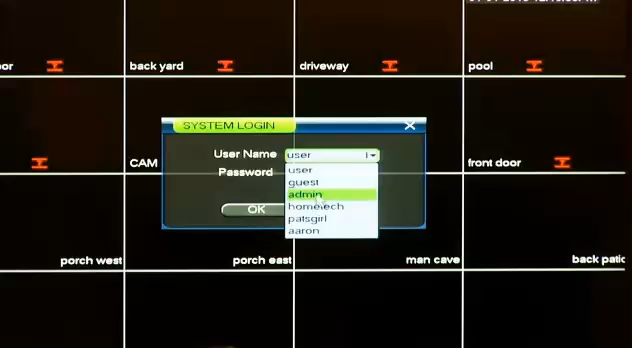 or
back yard
driveway
pool
SYSTEM LOGIN
User Name
user
Password
user
guest
admin
hometech
patsgirl
aaron
OK
CAM
front door
porch west
porch east
man cave
back patio